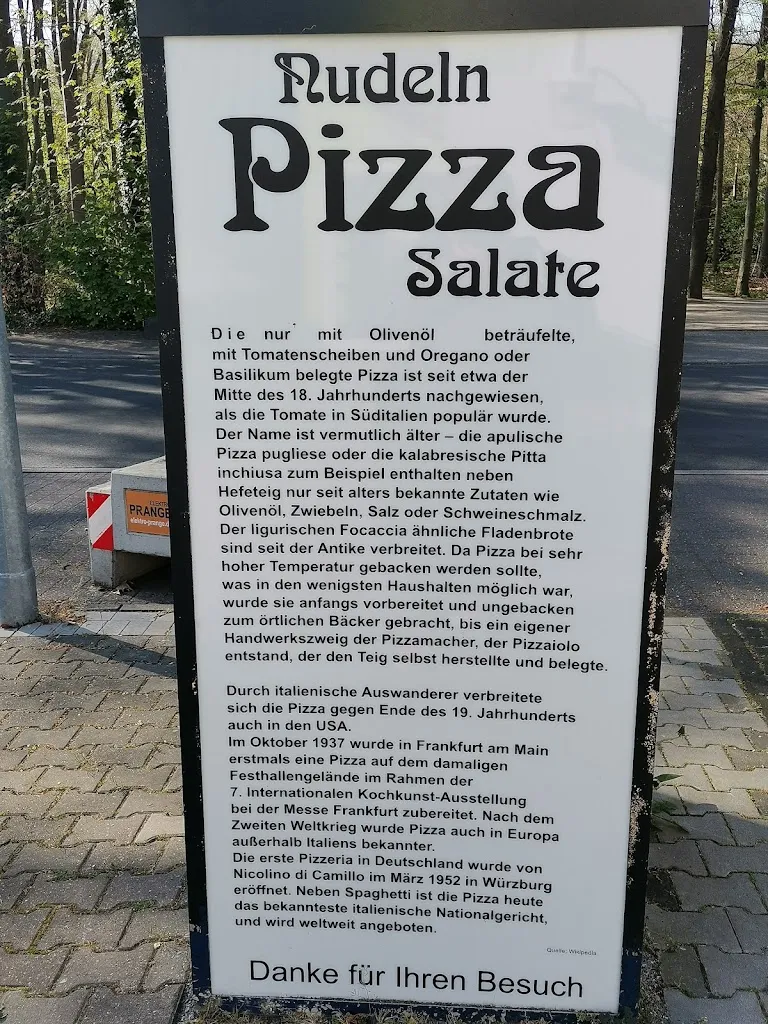 Nudeln
Pizza
Salate
Die nur mit Olivenöl beträufelte,
mit Tomatenscheiben und Oregano oder
Basilikum belegte Pizza ist seit etwa der
Mitte des 18. Jahrhunderts nachgewiesen,
als die Tomate in Süditalien populär wurde.
Der Name ist vermutlich älter – die apulische
Pizza pugliese oder die kalabresische Pitta
inchiusa zum Beispiel enthalten neben
Hefeteig nur seit alters bekannte Zutaten wie
Olivenöl, Zwiebeln, Salz oder Schweineschmalz.
Der ligurischen Focaccia ähnliche Fladenbrote
sind seit der Antike verbreitet. Da Pizza bei sehr
hoher Temperatur gebacken werden sollte,
was in den wenigsten Haushalten möglich war,
wurde sie anfangs vorbereitet und ungebacken
zum örtlichen Bäcker gebracht, bis ein eigener
Handwerkszweig der Pizzamacher, der Pizzaiolo
entstand, der den Teig selbst herstellte und belegte.
Durch italienische Auswanderer verbreitete
sich die Pizza gegen Ende des 19. Jahrhunderts
auch in den USA.
Im Oktober 1937 wurde in Frankfurt am Main
erstmals eine Pizza auf dem damaligen
Festhallengelände im Rahmen der
7. Internationalen Kochkunst-Ausstellung
bei der Messe Frankfurt zubereitet. Nach dem
Zweiten Weltkrieg wurde Pizza auch in Europa
außerhalb Italiens bekannter.
Die erste Pizzeria in Deutschland wurde von
Nicolino di Camillo im März 1952 in Würzburg
eröffnet. Neben Spaghetti ist die Pizza heute
das bekannteste italienische Nationalgericht,
und wird weltweit angeboten.
Quelle: Wikipedia
Danke für Ihren Besuch
ELEKTRO
PRANGE
elektro-prange.d